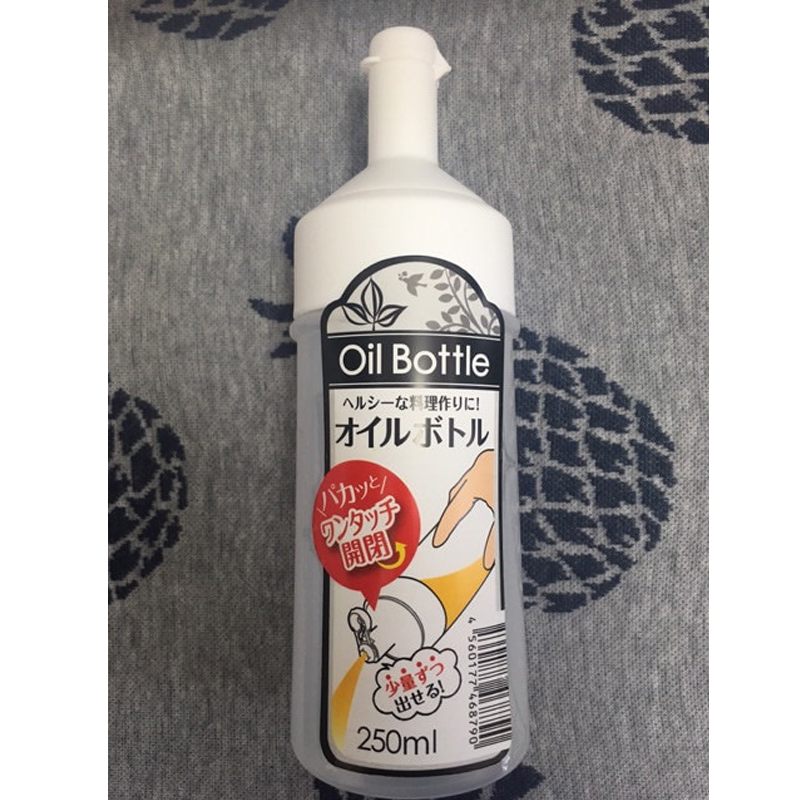 Oil Bottle
ヘルシーな料理作りに!
オイルボトル
パカッと
ワンタッチ
開閉
少量ずつ
出せる!
250ml
4 560177 468790